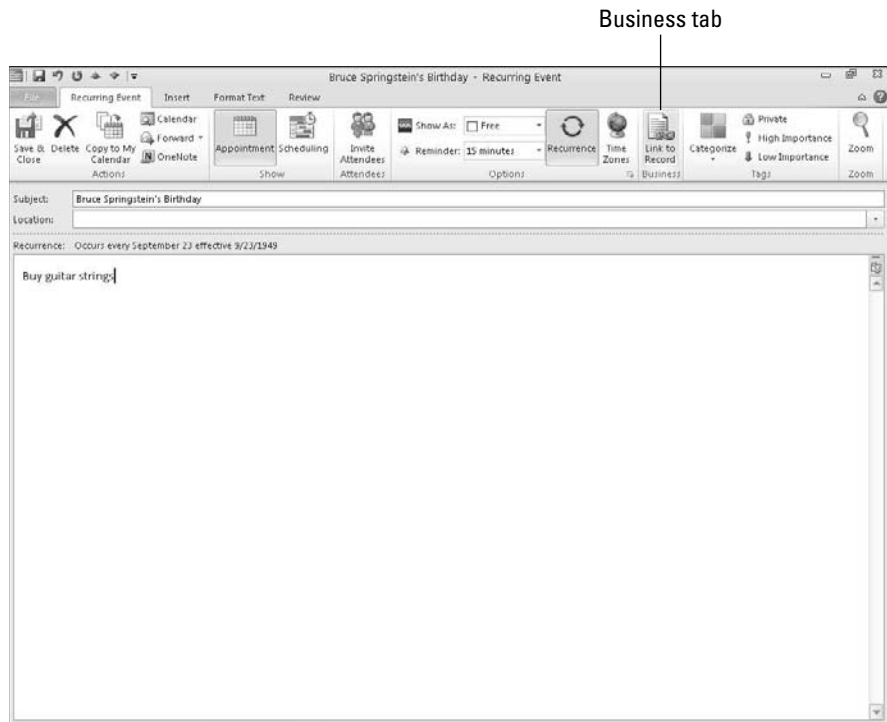 Business tab
Bruce Springstein's Birthday - Recurring Event
File Recurring Event Insert Format Text Review
Save & Close
Delete
Copy to My Calendar
Calendar
Forward
OneNote
Actions
Appointment
Scheduling
Show
Invite Attendees
Attendees
Show As: Free
Reminder: 15 minutes
Recurrence
Time Zones
Options
Link to Record
Business
Categorize
Private
High Importance
Low Importance
Tags
Zoom
Zoom
Subject: Bruce Springstein's Birthday
Location:
Recurrence: Occurs every September 23 effective 9/23/1949
Buy guitar strings